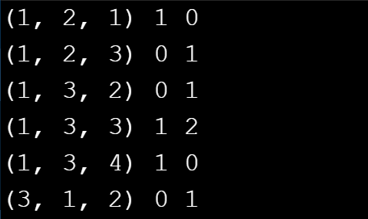 (1, 2, 1) 1 0
(1, 2, 3) 0 1
(1, 3, 2) 0 1
(1, 3, 3) 1 2
(1, 3, 4) 1 0
(3, 1, 2) 0 1